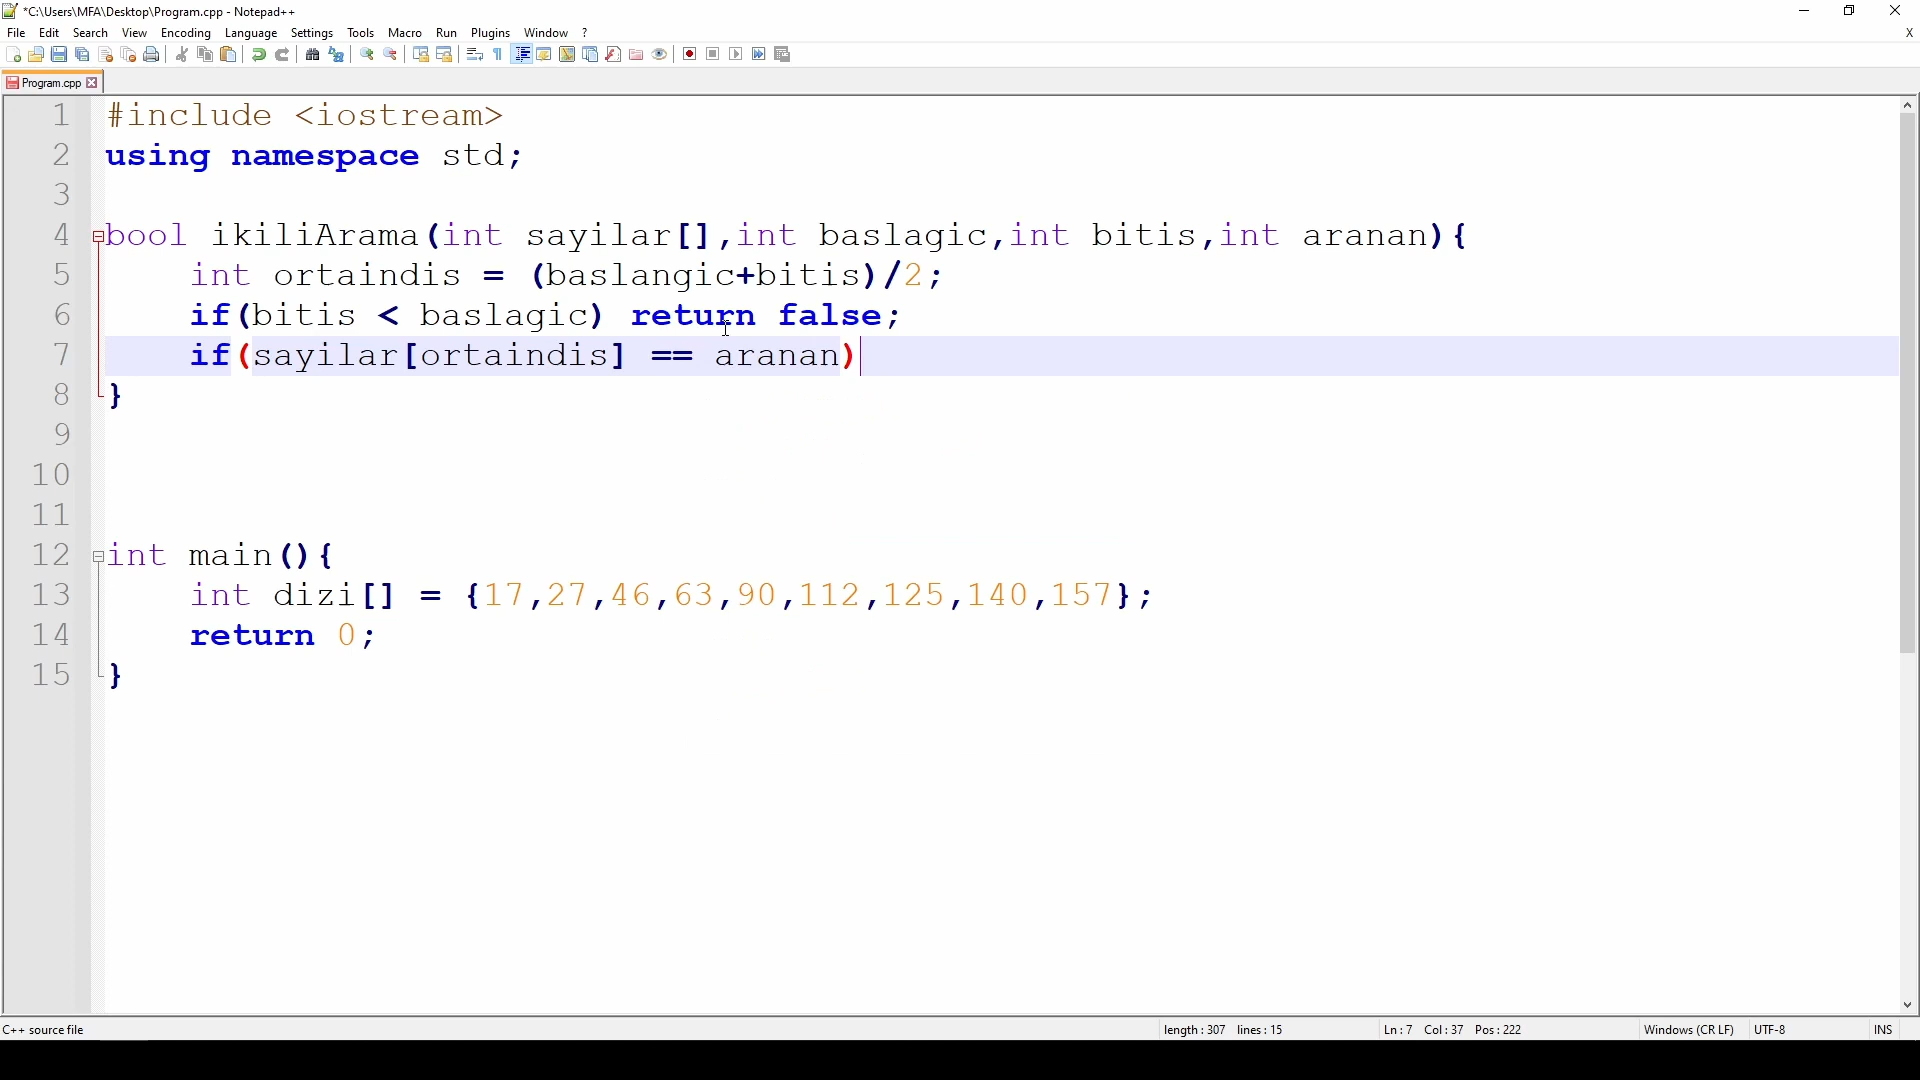 *C:\Users\MFA\Desktop\Program.cpp - Notepad++
File Edit Search View Encoding Language Settings Tools Macro Run Plugins Window ? X
Program.cpp
1 #include <iostream>
2 using namespace std;
3
4 bool ikiliArama(int sayilar[],int baslagic,int bitis,int aranan){
5 int ortaindis = (baslangic+bitis)/2;
6 if(bitis < baslagic) return false;
7 if(sayilar[ortaindis] == aranan)
8 }
9
10
11
12 int main(){
13 int dizi[] = {17,27,46,63,90,112,125,140,157};
14 return 0;
15 }
C++ source file length : 307 lines : 15 Ln : 7 Col : 37 Pos : 222 Windows (CR LF) UTF-8 INS